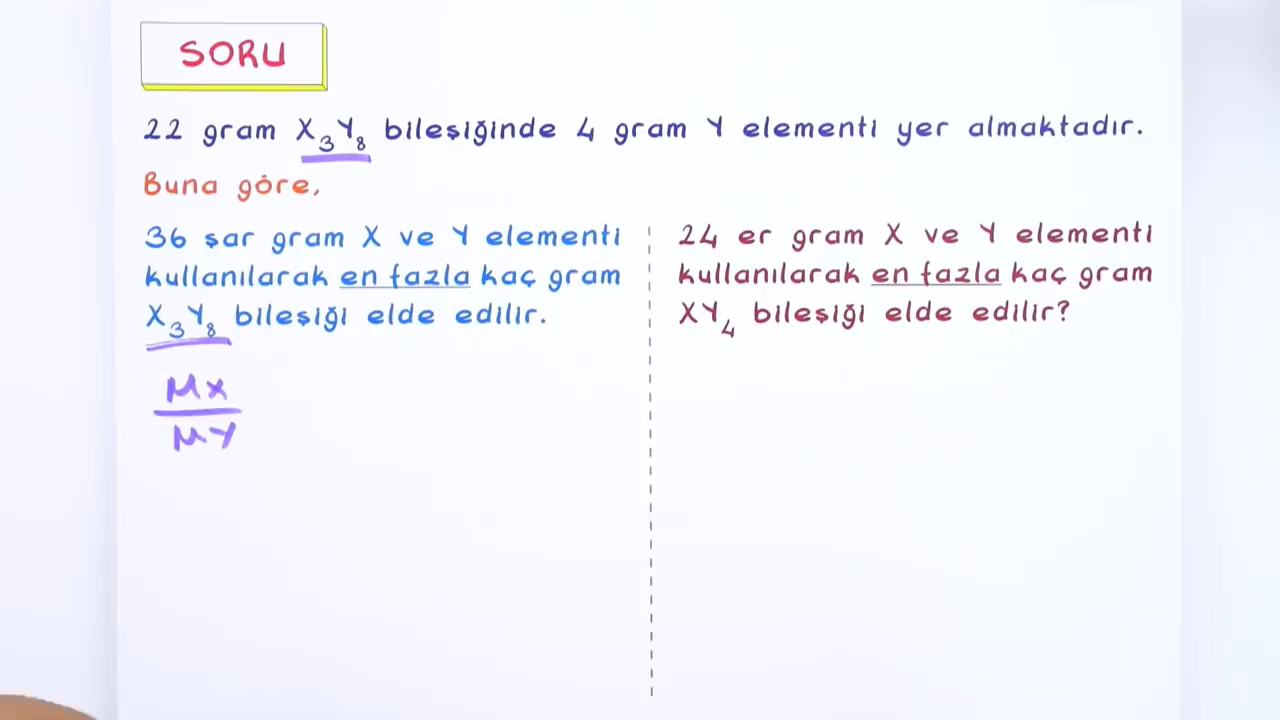 SORU
22 gram X₃Y₈ bileşiğinde 4 gram Y elementi yer almaktadır.
Buna göre,
36 şar gram X ve Y elementi
kullanılarak en fazla kaç gram
X₃Y₈ bileşiği elde edilir.
MX
MY
24 er gram X ve Y elementi
kullanılarak en fazla kaç gram
XY₄ bileşiği elde edilir?